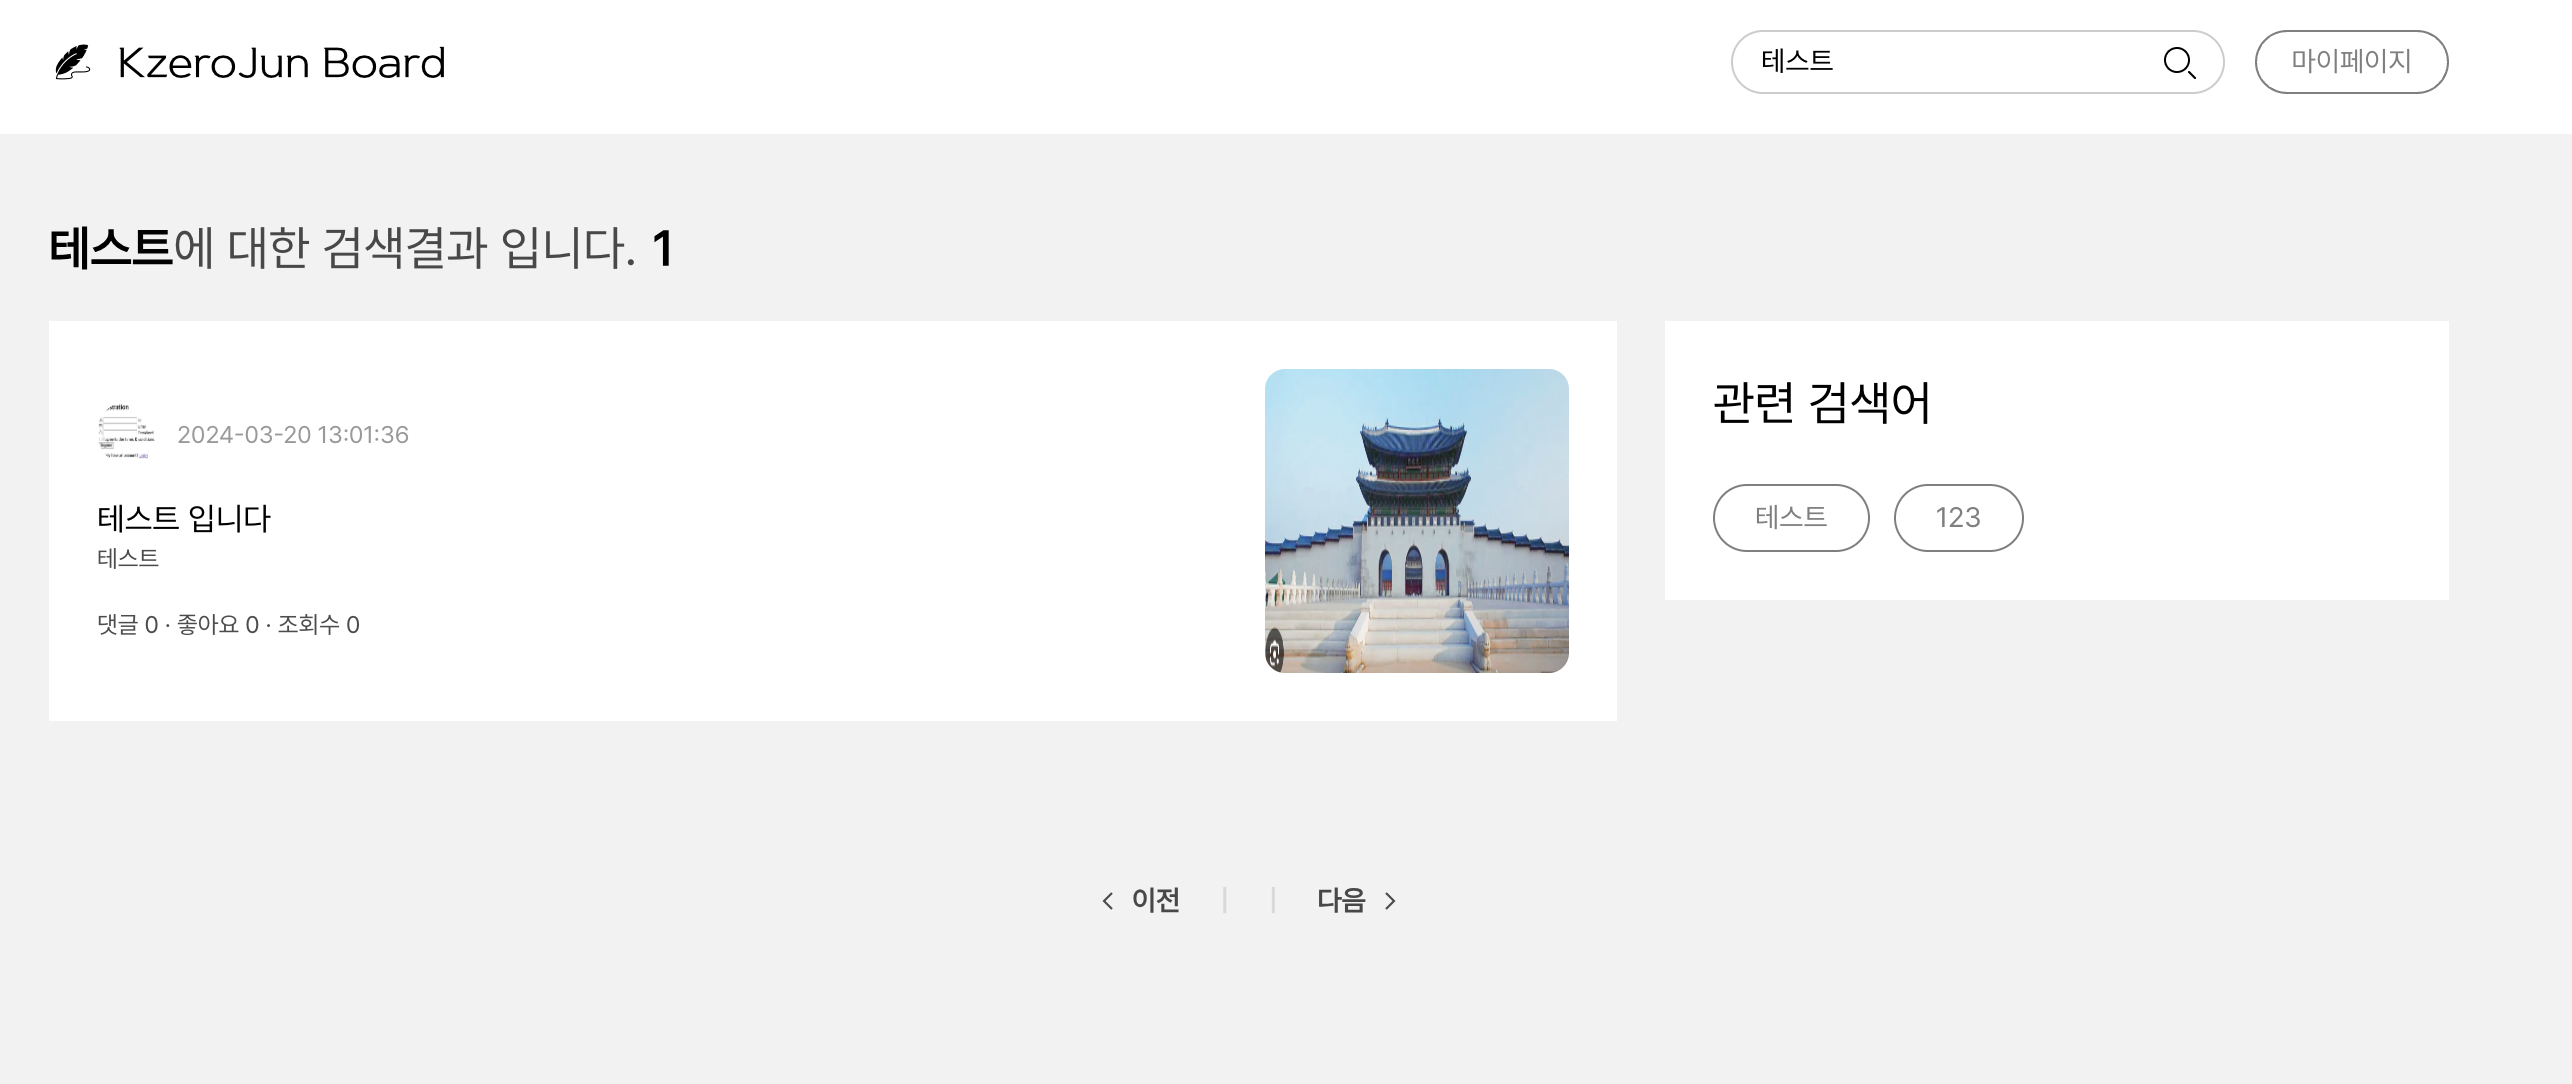 KzeroJun Board
테스트
마이페이지
테스트에 대한 검색결과 입니다. 1
2024-03-20 13:01:36
테스트 입니다
테스트
댓글 0 · 좋아요 0 · 조회수 0
관련 검색어
테스트
123
이전 | | 다음